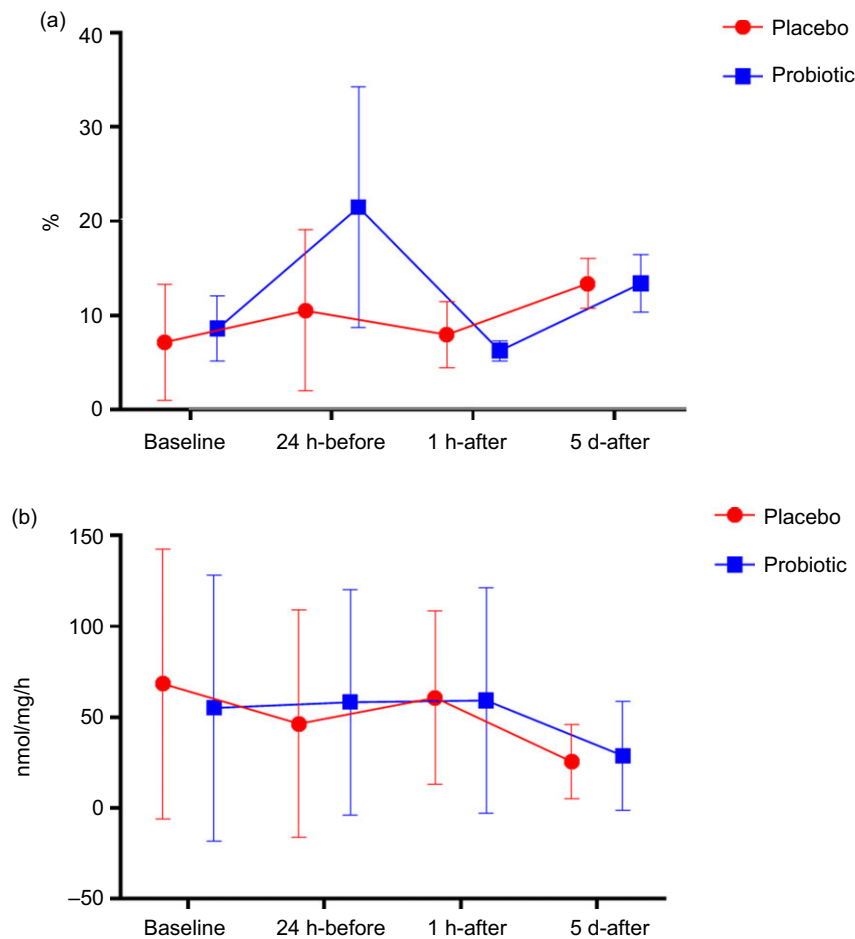 (a)
Placebo
Probiotic
40
30
20
10
0
%
Baseline 24 h-before 1 h-after 5 d-after
(b)
Placebo
Probiotic
150
100
50
0
–50
nmol/mg/h
Baseline 24 h-before 1 h-after 5 d-after